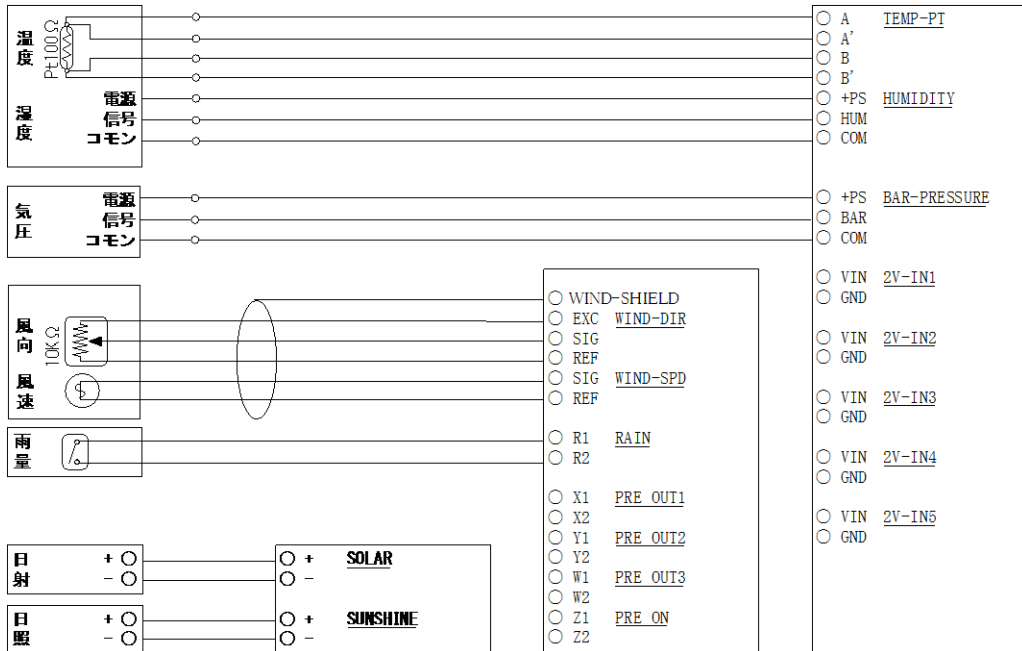 温度
Pt100Ω
湿度
電源
信号
コモン
A TEMP-PT
A'
B
B'
+PS HUMIDITY
HUM
COM
気圧
電源
信号
コモン
+PS BAR-PRESSURE
BAR
COM
VIN 2V-IN1
GND
VIN 2V-IN2
GND
VIN 2V-IN3
GND
VIN 2V-IN4
GND
VIN 2V-IN5
GND
風向
10KΩ
風速
雨量
WIND-SHIELD
EXC WIND-DIR
SIG
REF
SIG WIND-SPD
REF
R1 RAIN
R2
X1 PRE OUT1
X2
Y1 PRE OUT2
Y2
W1 PRE OUT3
W2
Z1 PRE ON
Z2
日射
+
-
+ SOLAR
-
日照
+
-
+ SUNSHINE
-